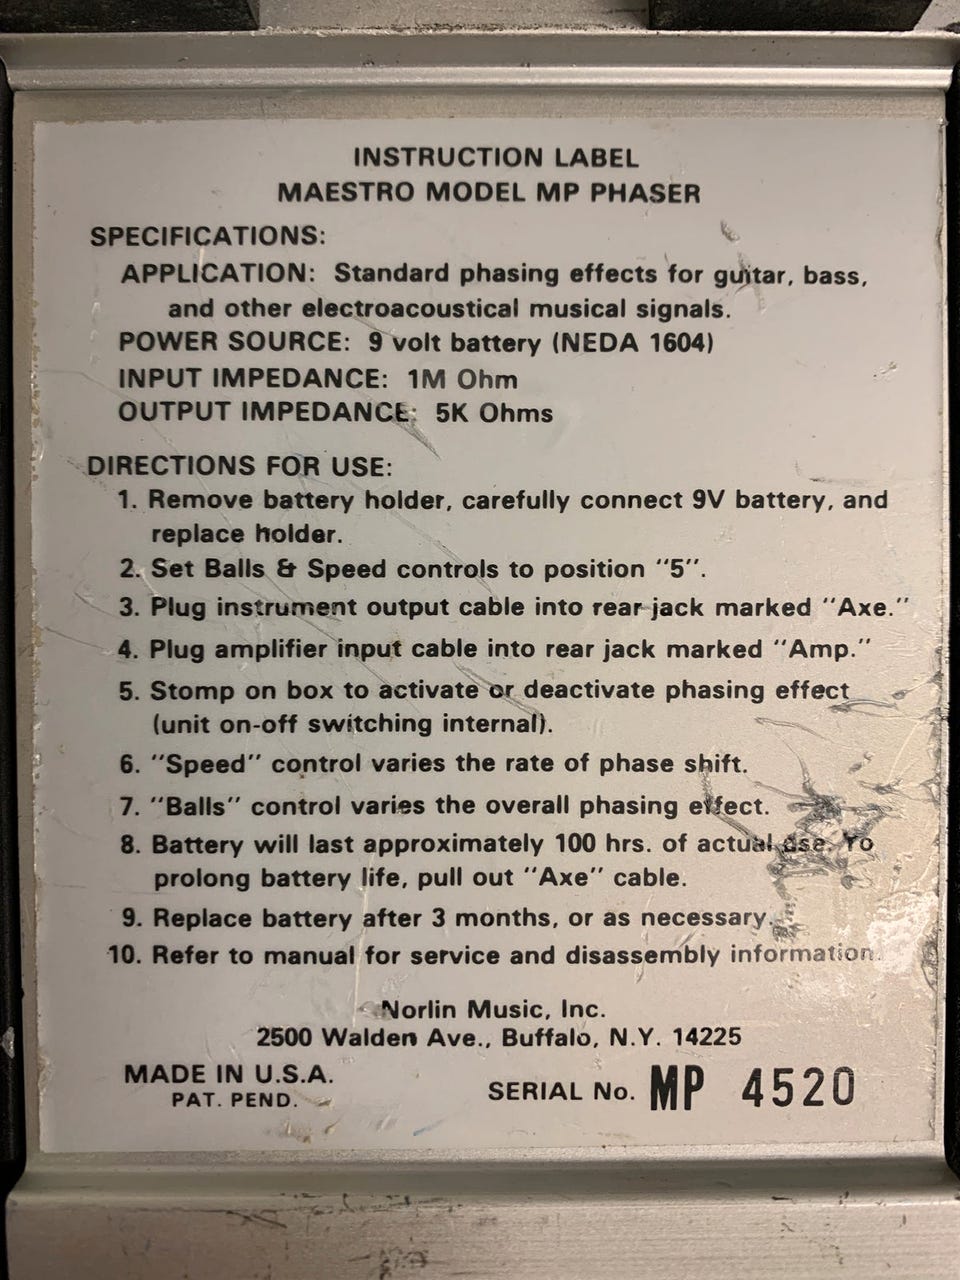 INSTRUCTION LABEL
MAESTRO MODEL MP PHASER
SPECIFICATIONS:
APPLICATION: Standard phasing effects for guitar, bass,
and other electroacoustical musical signals.
POWER SOURCE: 9 volt battery (NEDA 1604)
INPUT IMPEDANCE: 1M Ohm
OUTPUT IMPEDANCE: 5K Ohms
DIRECTIONS FOR USE:
1. Remove battery holder, carefully connect 9V battery, and
replace holder.
2. Set Balls & Speed controls to position "5".
3. Plug instrument output cable into rear jack marked "Axe."
4. Plug amplifier input cable into rear jack marked "Amp."
5. Stomp on box to activate or deactivate phasing effect
(unit on-off switching internal).
6. "Speed" control varies the rate of phase shift.
7. "Balls" control varies the overall phasing effect.
8. Battery will last approximately 100 hrs. of actual use. To
prolong battery life, pull out "Axe" cable.
9. Replace battery after 3 months, or as necessary.
10. Refer to manual for service and disassembly information.
Norlin Music, Inc.
2500 Walden Ave., Buffalo, N.Y. 14225
MADE IN U.S.A.
PAT. PEND.
SERIAL No. MP 4520